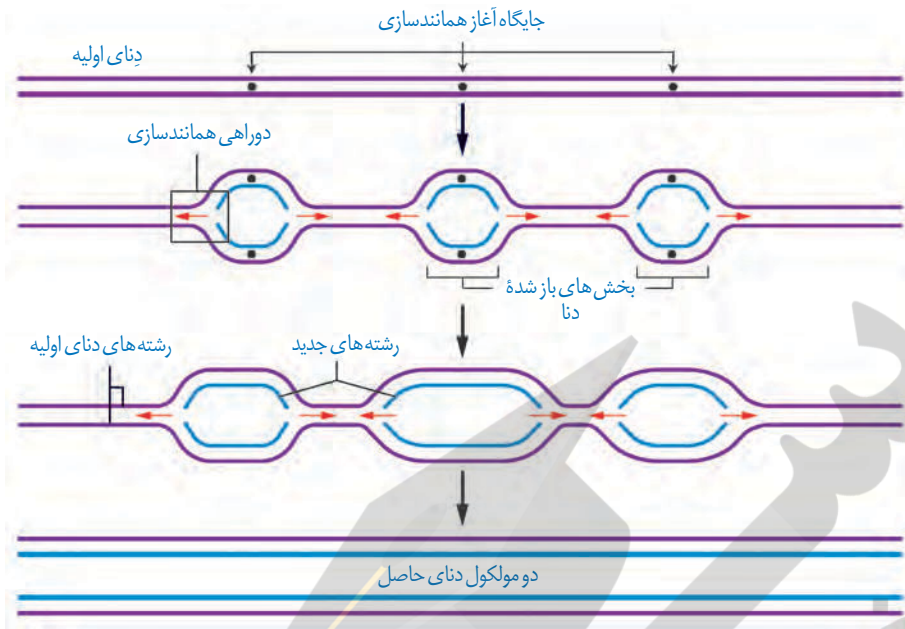 جایگاه آغاز همانندسازی
دِنای اولیه
دوراهی همانندسازی
بخش‌های باز شدهٔ
دنا
رشته‌های دنای اولیه
رشته‌های جدید
دو مولکول دنای حاصل